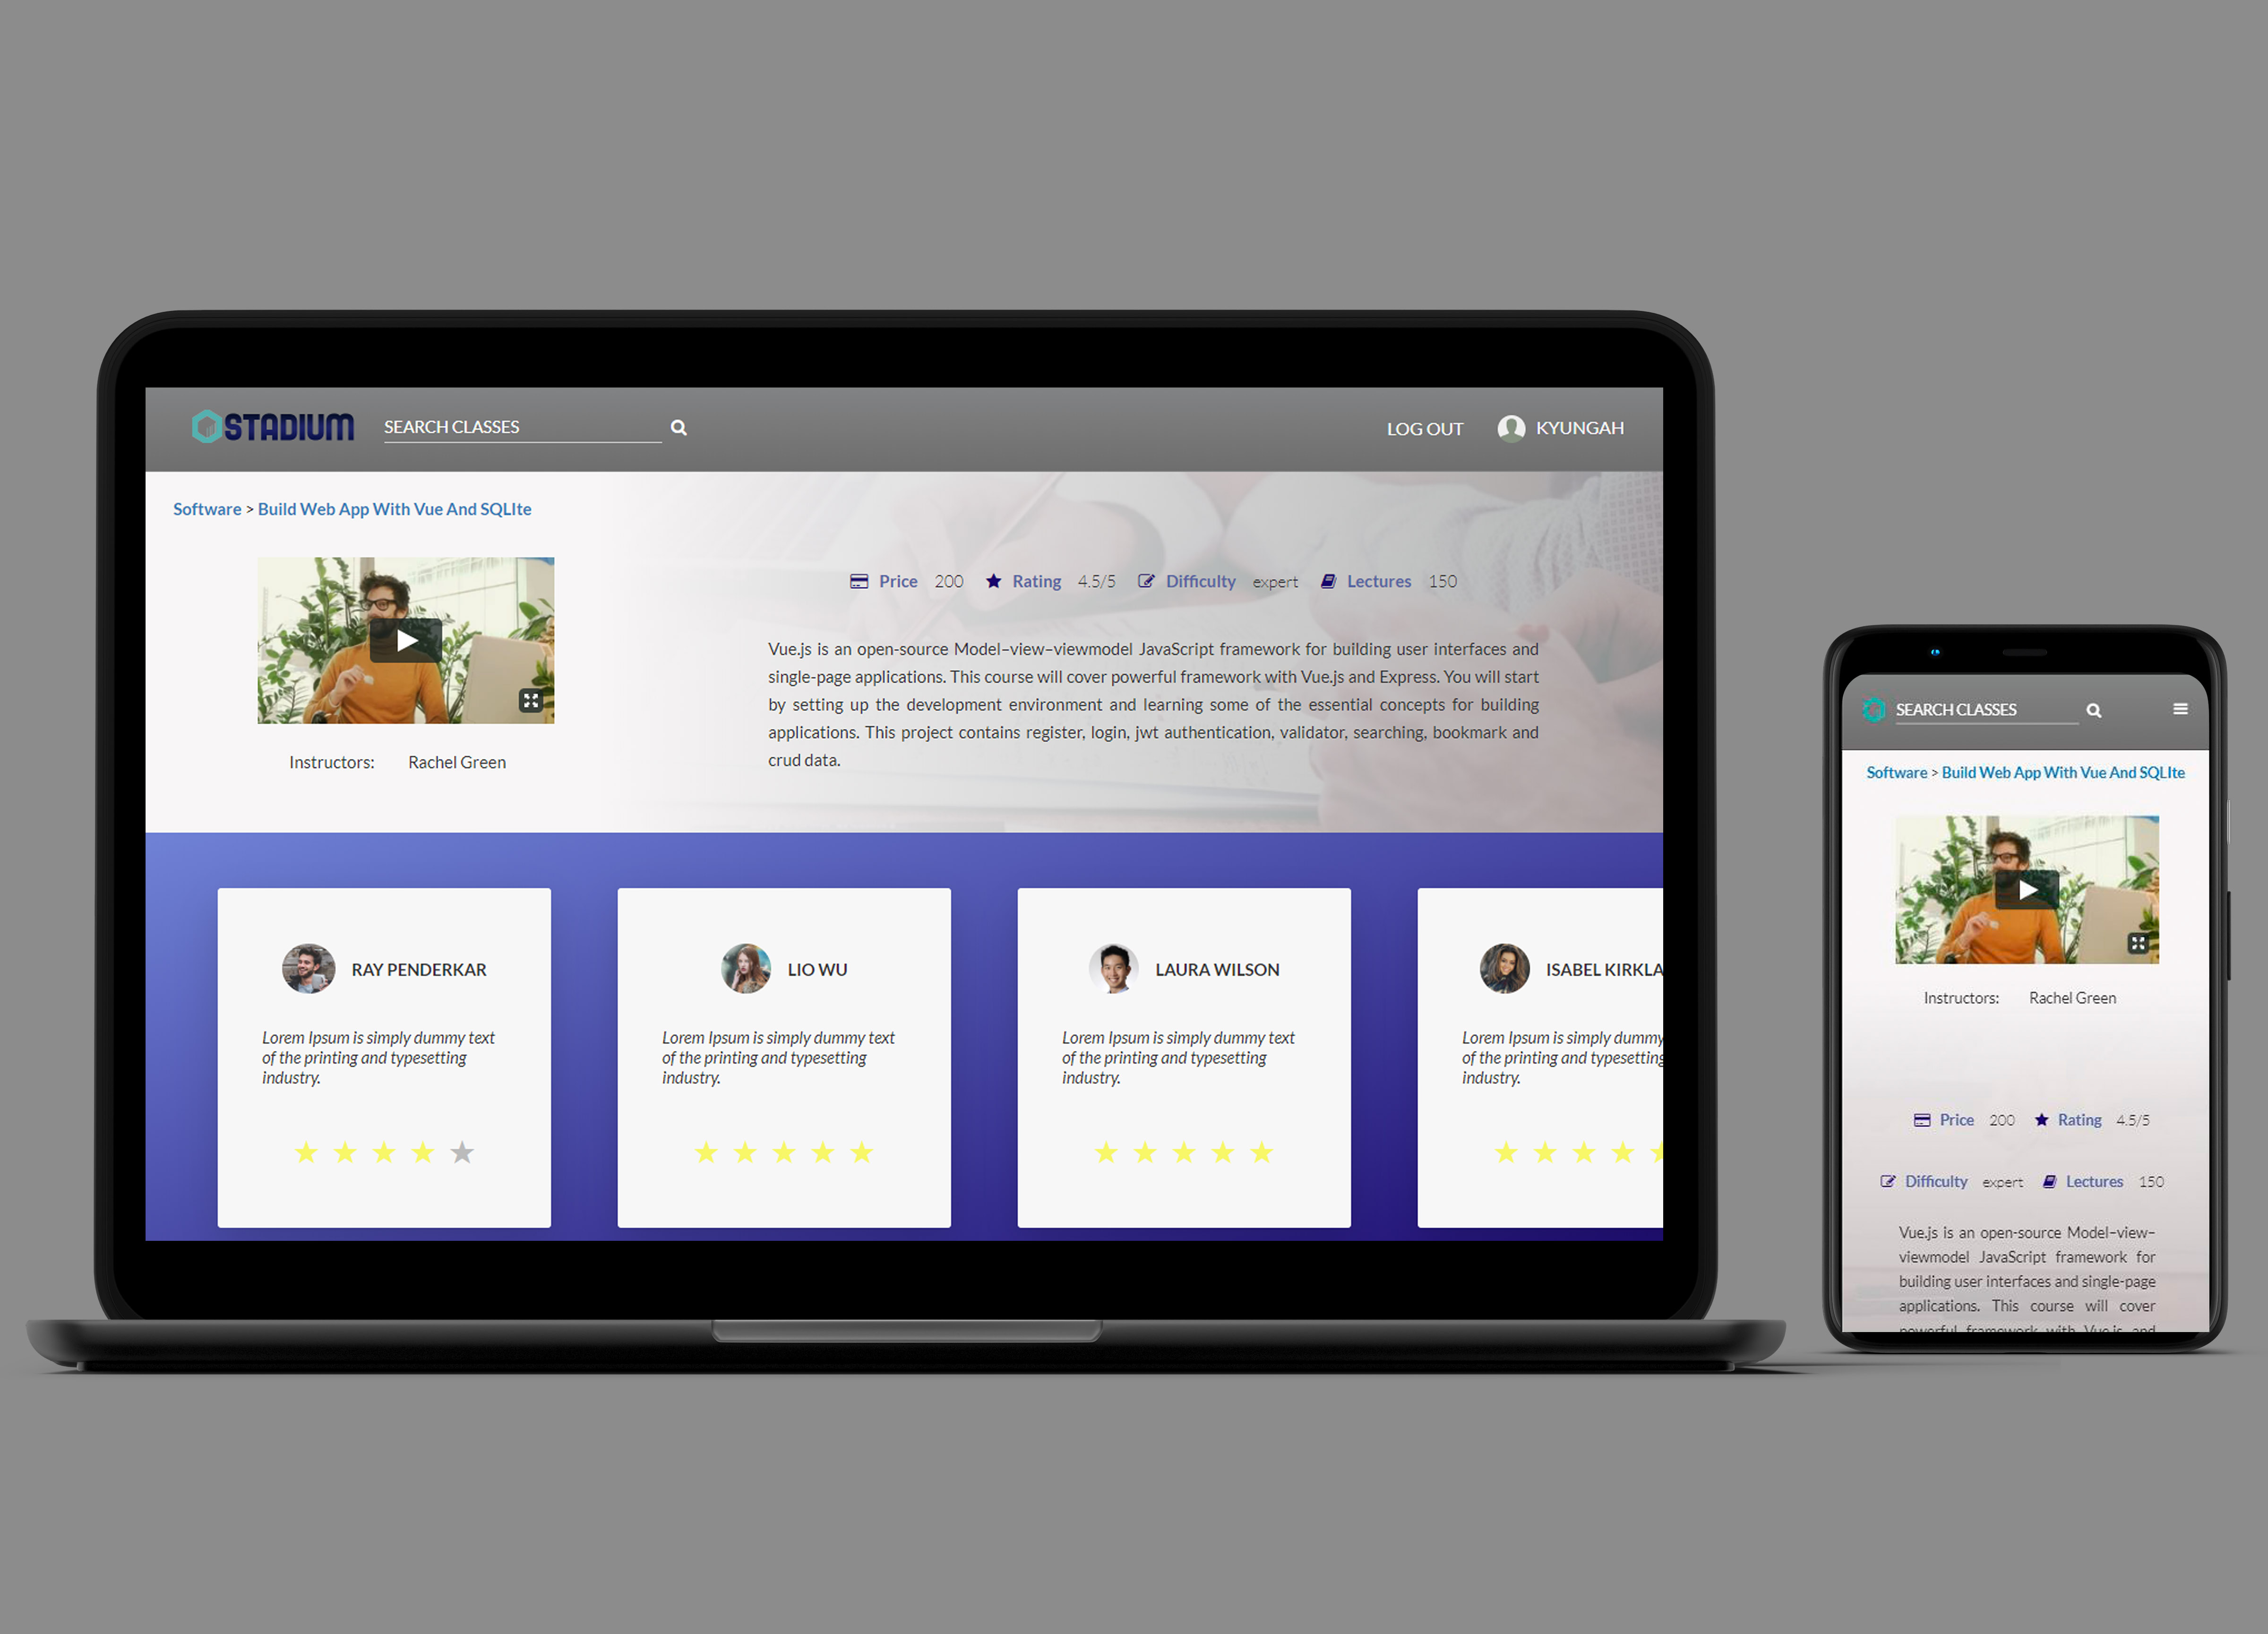 STADIUM SEARCH CLASSES LOG OUT KYUNGAH
Software > Build Web App With Vue And SQLIte
Price 200 Rating 4.5/5 Difficulty expert Lectures 150
Vue.js is an open-source Model–view–viewmodel JavaScript framework for building user interfaces and
single-page applications. This course will cover powerful framework with Vue.js and Express. You will start
by setting up the development environment and learning some of the essential concepts for building
applications. This project contains register, login, jwt authentication, validator, searching, bookmark and
crud data.
Instructors: Rachel Green
RAY PENDERKAR
Lorem Ipsum is simply dummy text
of the printing and typesetting
industry.
LIO WU
Lorem Ipsum is simply dummy text
of the printing and typesetting
industry.
LAURA WILSON
Lorem Ipsum is simply dummy text
of the printing and typesetting
industry.
ISABEL KIRKLA
Lorem Ipsum is simply dummy
of the printing and typesetting
industry.
SEARCH CLASSES
Software > Build Web App With Vue And SQLIte
Instructors: Rachel Green
Price 200 Rating 4.5/5
Difficulty expert Lectures 150
Vue.js is an open-source Model–view–
viewmodel JavaScript framework for
building user interfaces and single-page
applications. This course will cover
powerful framework with Vue.js and